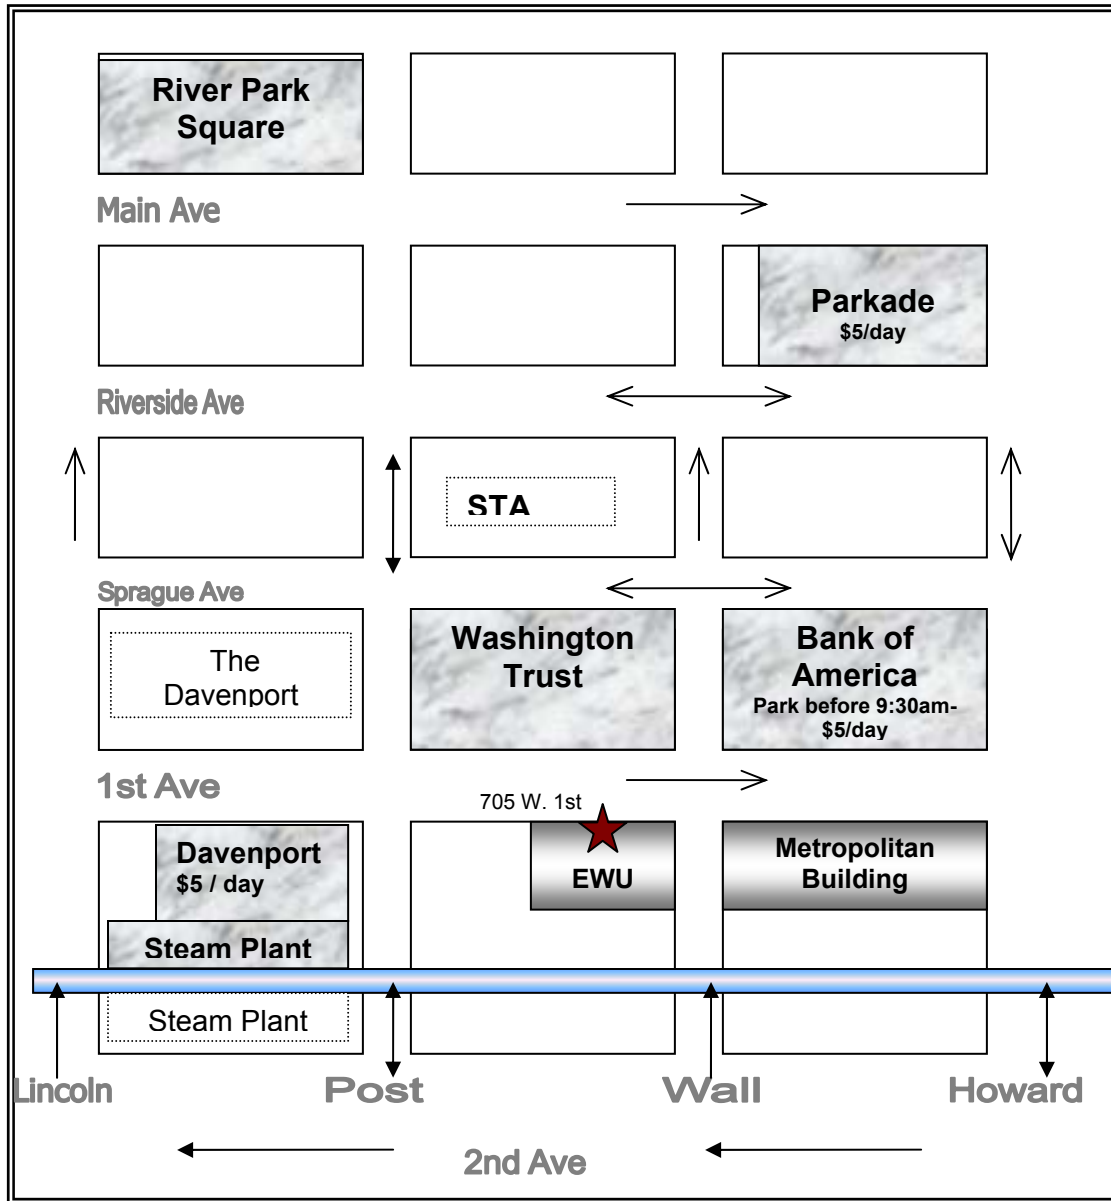 River Park
Square
Main Ave
Parkade
$5/day
Riverside Ave
STA
Sprague Ave
The
Davenport
Washington
Trust
Bank of
America
Park before 9:30am-
$5/day
1st Ave
705 W. 1st
Davenport
$5 / day
EWU
Metropolitan
Building
Steam Plant
Steam Plant
Lincoln
Post
Wall
Howard
2nd Ave